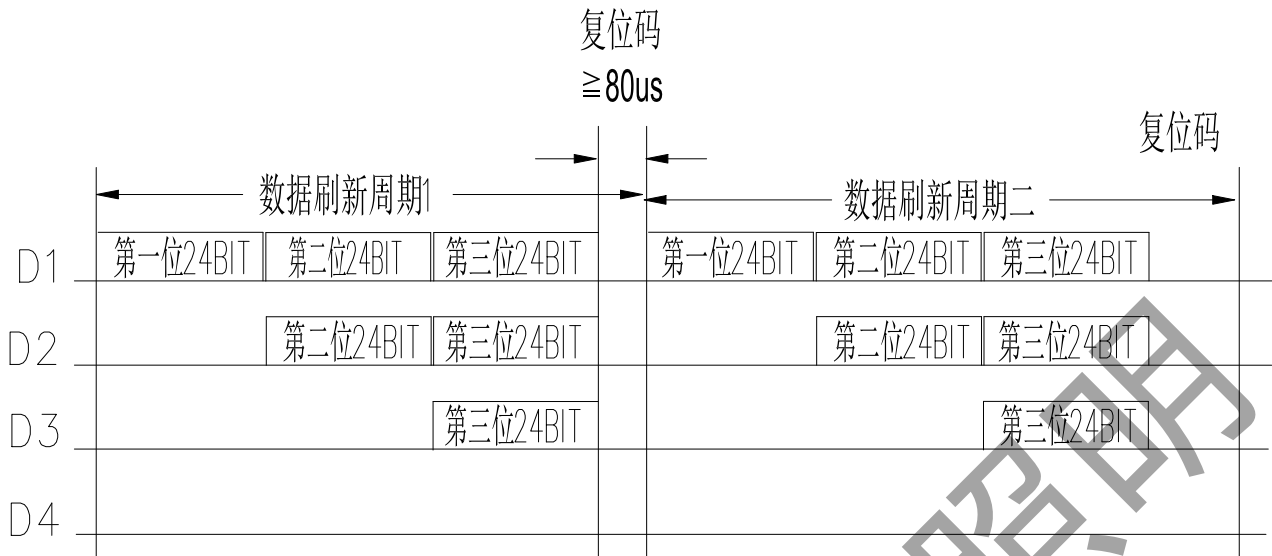 复位码
≧80us
复位码
数据刷新周期1 数据刷新周期二
D1 第一位24BIT 第二位24BIT 第三位24BIT 第一位24BIT 第二位24BIT 第三位24BIT
D2 第二位24BIT 第三位24BIT 第二位24BIT 第三位24BIT
D3 第三位24BIT 第三位24BIT
D4
照明